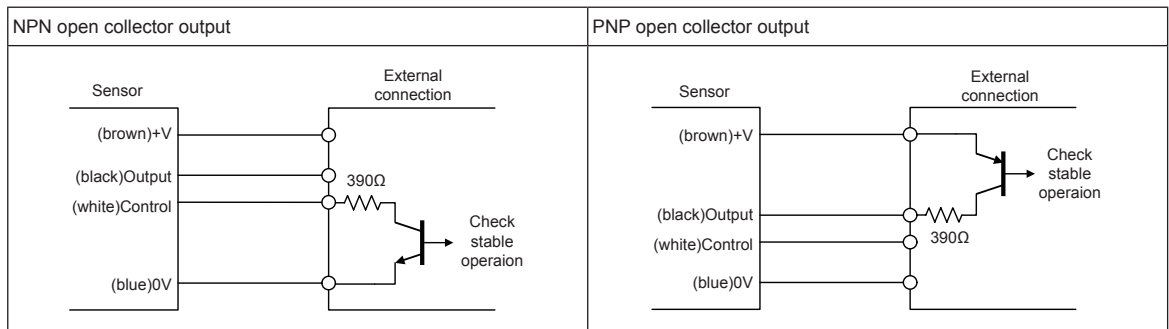 NPN open collector output
Sensor
External
connection
(brown)+V
(black)Output
390Ω
(white)Control
Check
stable
operaion
(blue)0V
PNP open collector output
Sensor
External
connection
(brown)+V
Check
stable
operaion
(black)Output
390Ω
(white)Control
(blue)0V